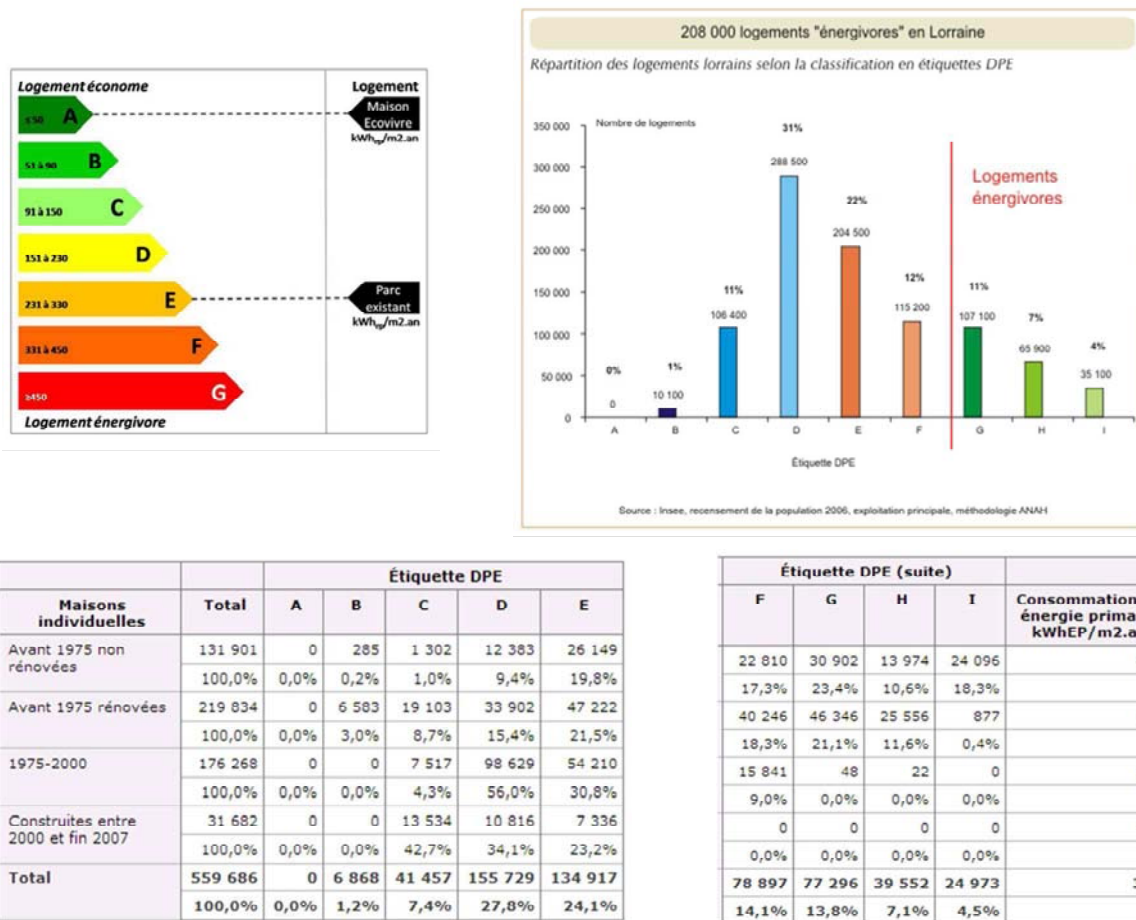 Logement économe
Logement
≤50 A
Maison
Ecovivre
kWhep/m2.an
51 à 90 B
91 à 150 C
151 à 230 D
231 à 330 E
Parc
existant
kWhep/m2.an
331 à 450 F
≥450 G
Logement énergivore
208 000 logements "énergivores" en Lorraine
Répartition des logements lorrains selon la classification en étiquettes DPE
Nombre de logements
350 000
300 000
250 000
200 000
150 000
100 000
50 000
0
0% 1% 11% 31% 22% 12% 11% 7% 4%
0 10 100 106 400 288 500 204 500 115 200 107 100 65 900 35 100
Logements
énergivores
A B C D E F G H I
Étiquette DPE
Source : Insee, recensement de la population 2006, exploitation principale, méthodologie ANAH
Étiquette DPE
Maisons individuelles Total A B C D E
Avant 1975 non rénovées 131 901 0 285 1 302 12 383 26 149
100,0% 0,0% 0,2% 1,0% 9,4% 19,8%
Avant 1975 rénovées 219 834 0 6 583 19 103 33 902 47 222
100,0% 0,0% 3,0% 8,7% 15,4% 21,5%
1975-2000 176 268 0 0 7 517 98 629 54 210
100,0% 0,0% 0,0% 4,3% 56,0% 30,8%
Construites entre 2000 et fin 2007 31 682 0 0 13 534 10 816 7 336
100,0% 0,0% 0,0% 42,7% 34,1% 23,2%
Total 559 686 0 6 868 41 457 155 729 134 917
100,0% 0,0% 1,2% 7,4% 27,8% 24,1%
Étiquette DPE (suite)
F G H I Consommation
énergie prima
kWhEP/m2.a
22 810 30 902 13 974 24 096
17,3% 23,4% 10,6% 18,3%
40 246 46 346 25 556 877
18,3% 21,1% 11,6% 0,4%
15 841 48 22 0
9,0% 0,0% 0,0% 0,0%
0 0 0 0
0,0% 0,0% 0,0% 0,0%
78 897 77 296 39 552 24 973
14,1% 13,8% 7,1% 4,5%